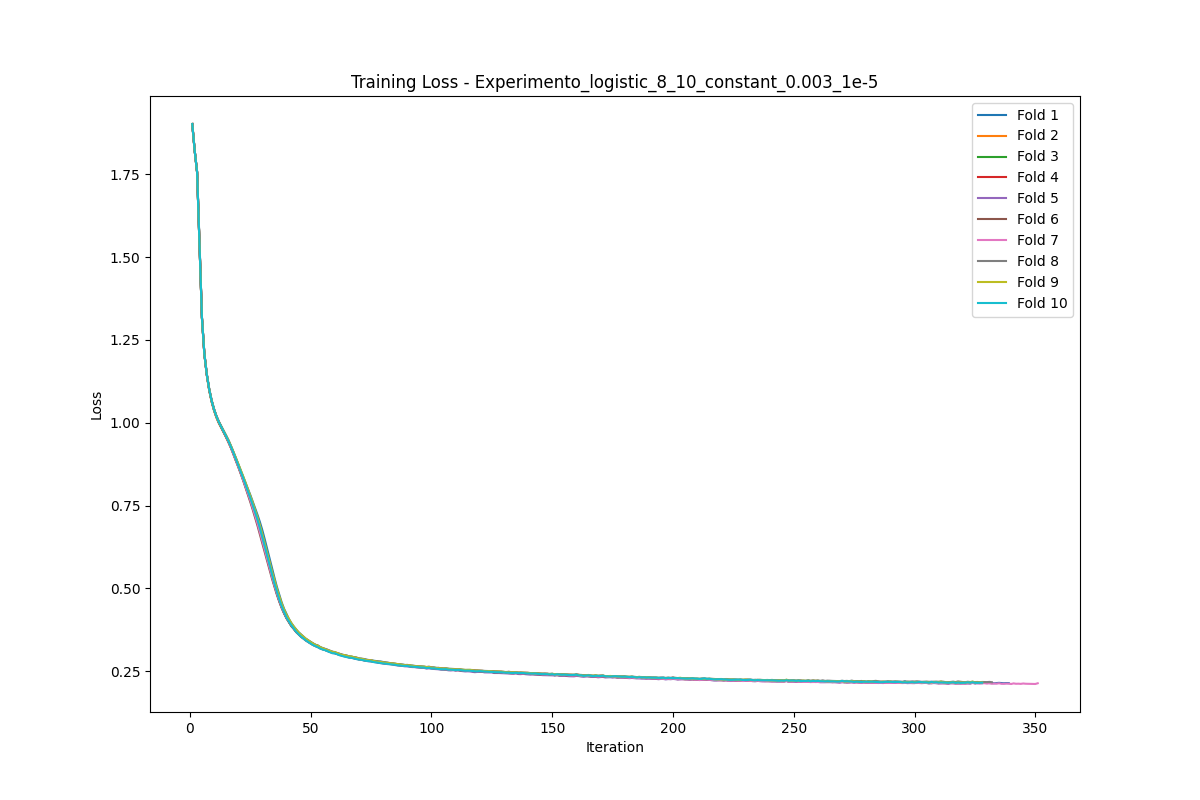 Training Loss - Experimento_logistic_8_10_constant_0.003_1e-5
Fold 1
Fold 2
Fold 3
Fold 4
Fold 5
Fold 6
Fold 7
Fold 8
Fold 9
Fold 10
1.75
1.50
1.25
1.00
0.75
0.50
0.25
Loss
0 50 100 150 200 250 300 350
Iteration